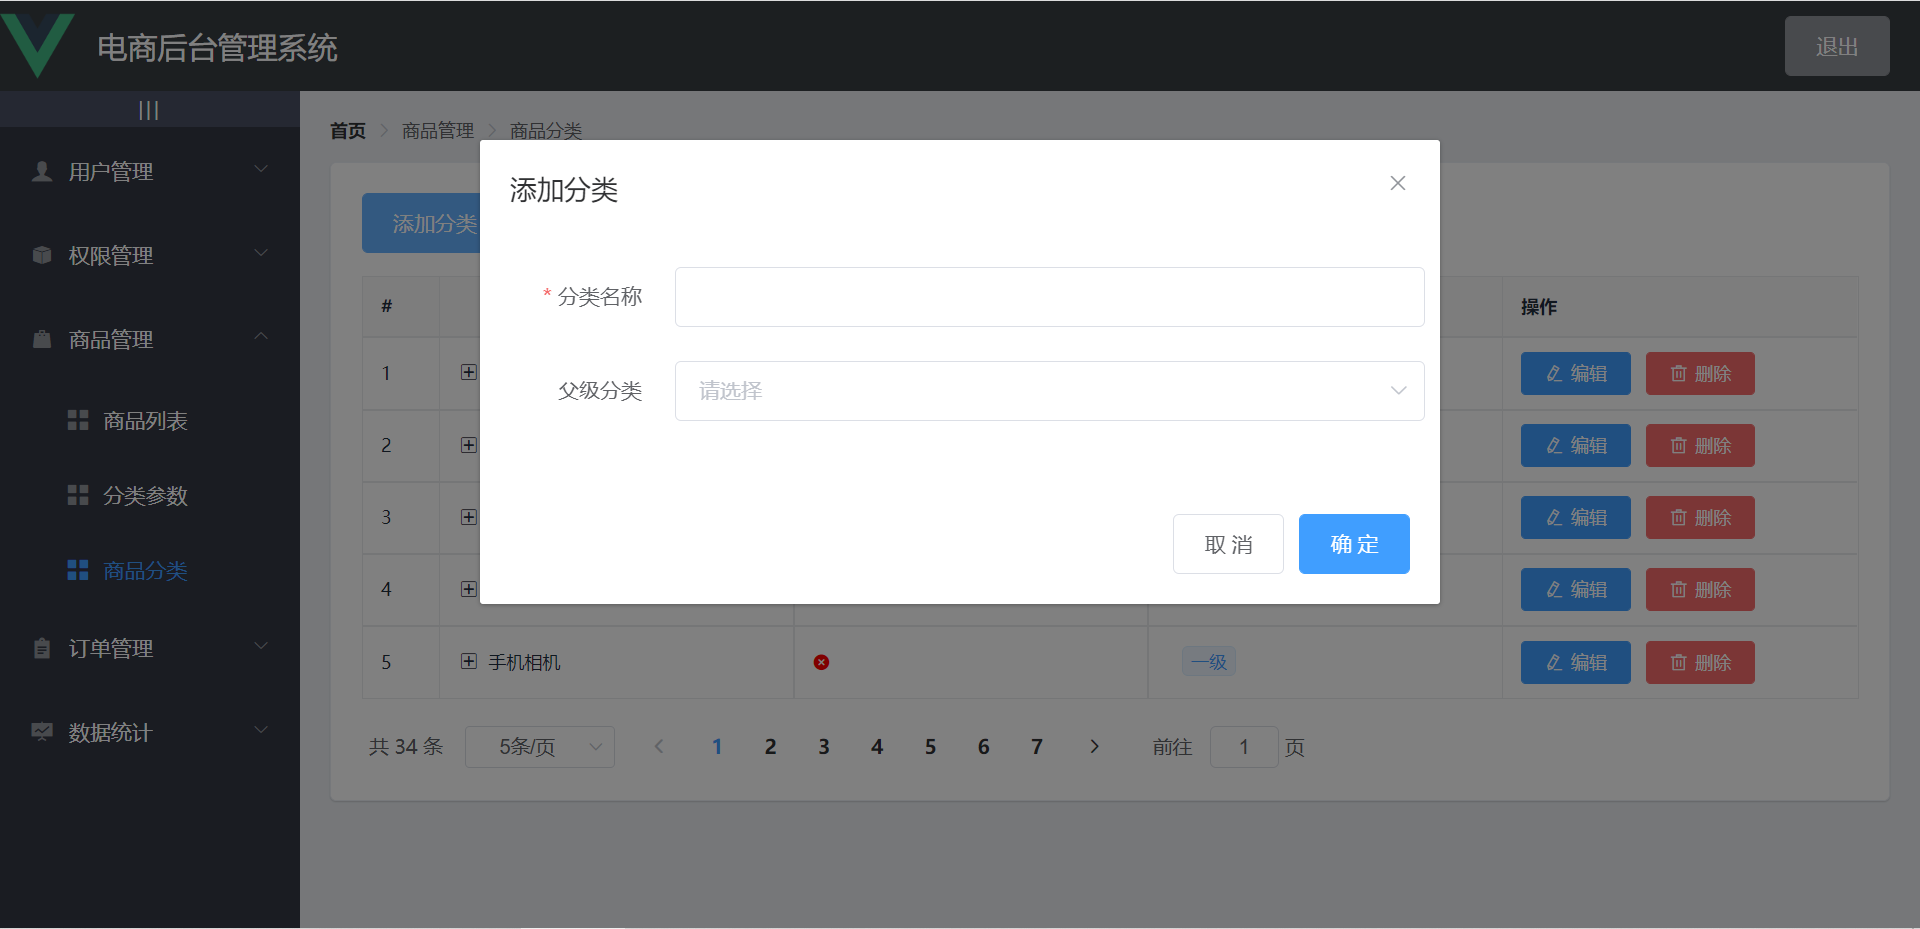 电商后台管理系统
退出
|||
用户管理
权限管理
商品管理
商品列表
分类参数
商品分类
订单管理
数据统计
首页 > 商品管理 > 商品分类
添加分类
添加分类
* 分类名称
父级分类 请选择
取 消 确 定
# 操作
1 编辑 删除
2 编辑 删除
3 编辑 删除
4 编辑 删除
5 手机相机 一级 编辑 删除
共 34 条 5条/页 1 2 3 4 5 6 7 前往 1 页